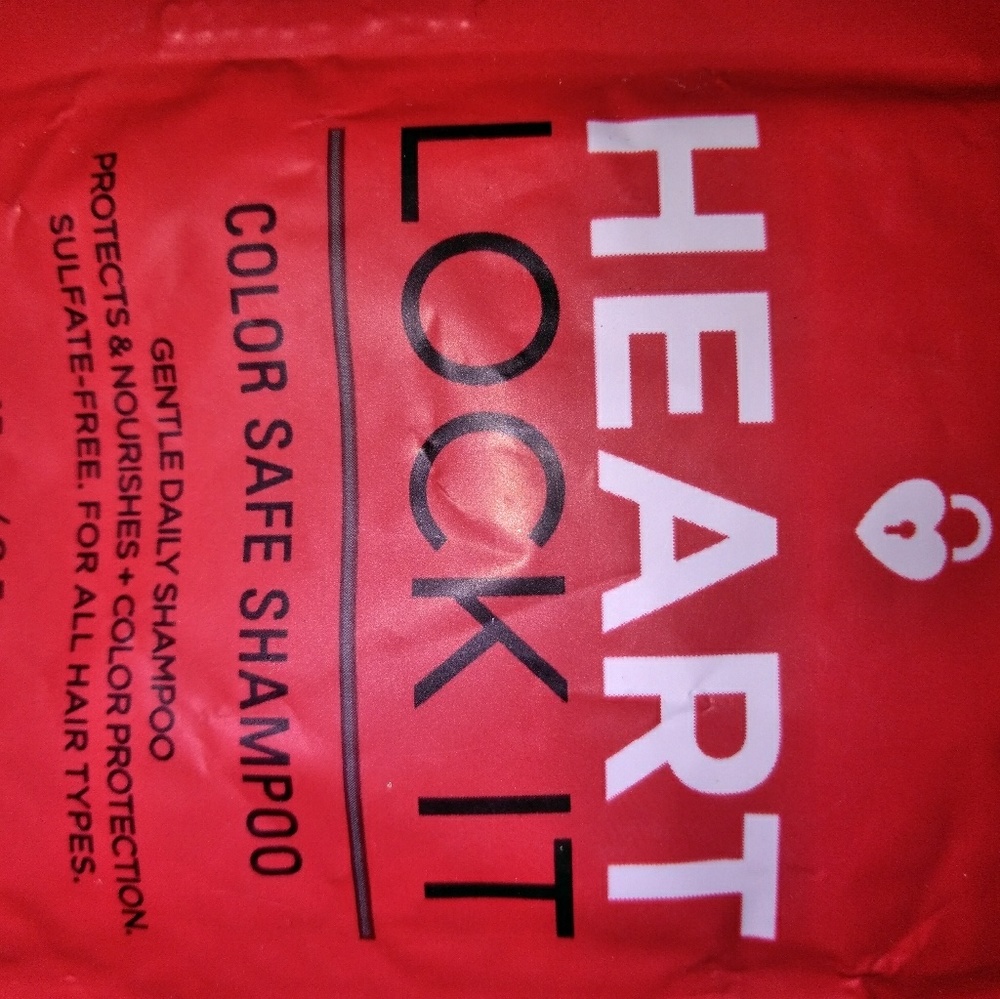 HEART
LOCK IT
COLOR SAFE SHAMPOO
GENTLE DAILY SHAMPOO
PROTECTS & NOURISHES + COLOR PROTECTION.
SULFATE-FREE. FOR ALL HAIR TYPES.